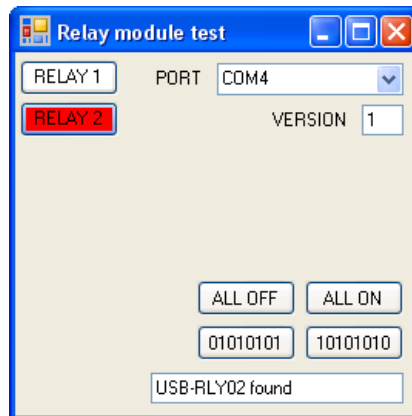 Relay module test
RELAY 1 PORT COM4
RELAY 2 VERSION 1
ALL OFF ALL ON
01010101 10101010
USB-RLY02 found